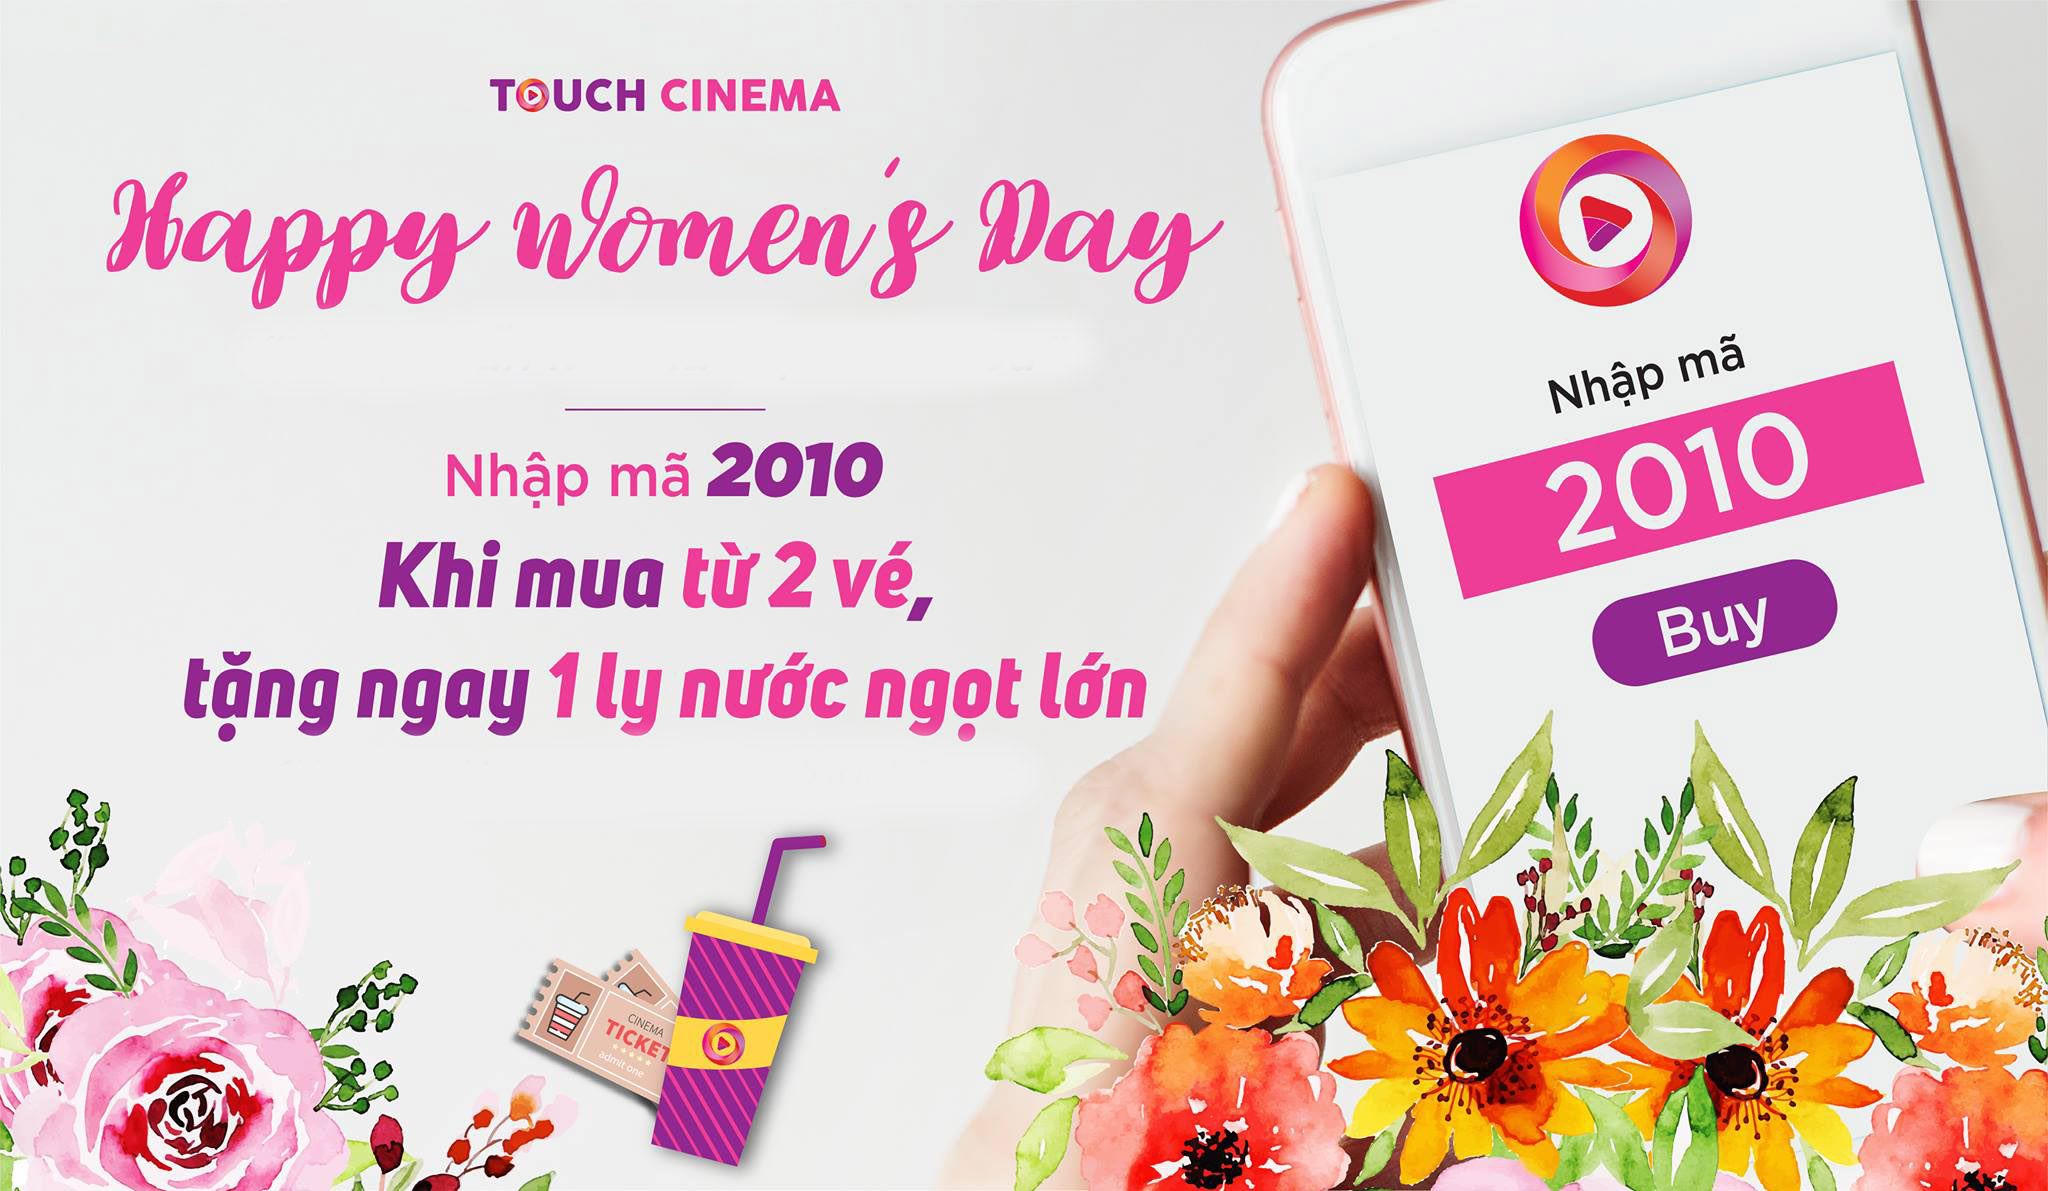 TOUCH CINEMA
Happy Women's Day
Nhập mã 2010
Khi mua từ 2 vé,
tặng ngay 1 ly nước ngọt lớn
Nhập mã
2010
Buy
CINEMA
TICKET
admit one